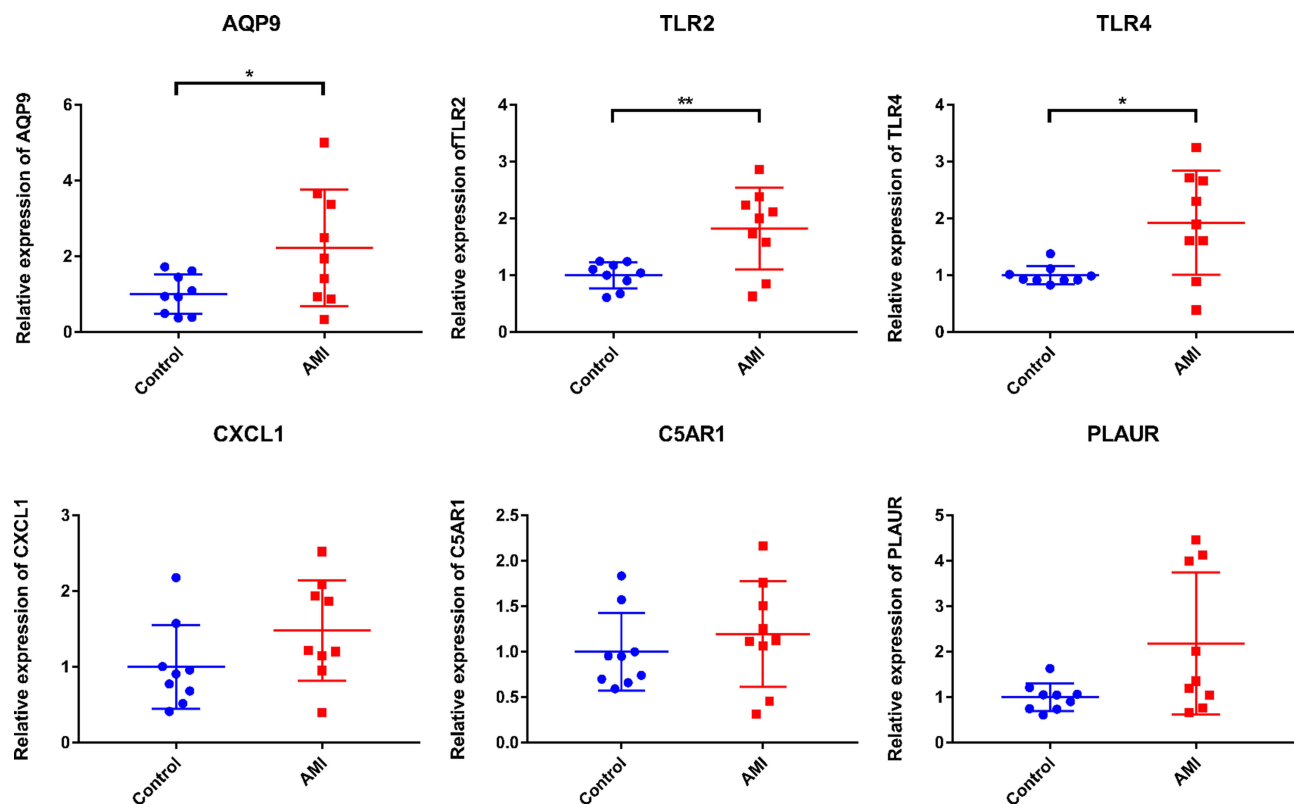 AQP9
TLR2
TLR4
*
**
*
Relative expression of AQP9
6
4
2
0
Control
AMI
Relative expression ofTLR2
4
3
2
1
0
Control
AMI
Relative expression of TLR4
4
3
2
1
0
Control
AMI
CXCL1
C5AR1
PLAUR
Relative expression of CXCL1
3
2
1
0
Control
AMI
Relative expression of C5AR1
2.5
2.0
1.5
1.0
0.5
0.0
Control
AMI
Relative expression of PLAUR
5
4
3
2
1
0
Control
AMI